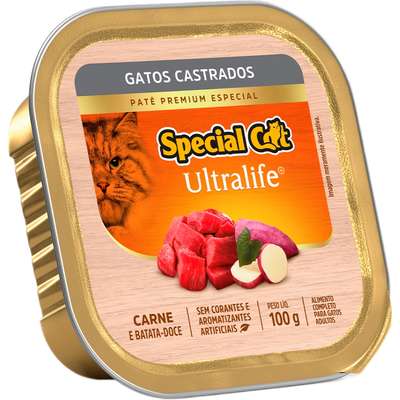 GATOS CASTRADOS
PATÊ PREMIUM ESPECIAL
Special Cat
Ultralife®
Imagem meramente ilustrativa.
CARNE
E BATATA-DOCE
SEM CORANTES E
AROMATIZANTES
ARTIFICIAIS
PESO LÍQ.
100 g
ALIMENTO
COMPLETO
PARA GATOS
ADULTOS